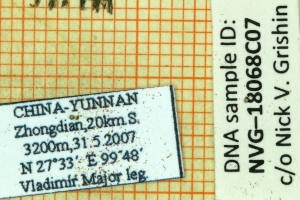 CHINA-YUNNAN
Zhongdian,20km S.
3200m,31.5.2007
N 27°33' E 99°48'
Vladimír Major leg.
DNA sample ID:
NVG–18068C07
c/o Nick V. Grishin